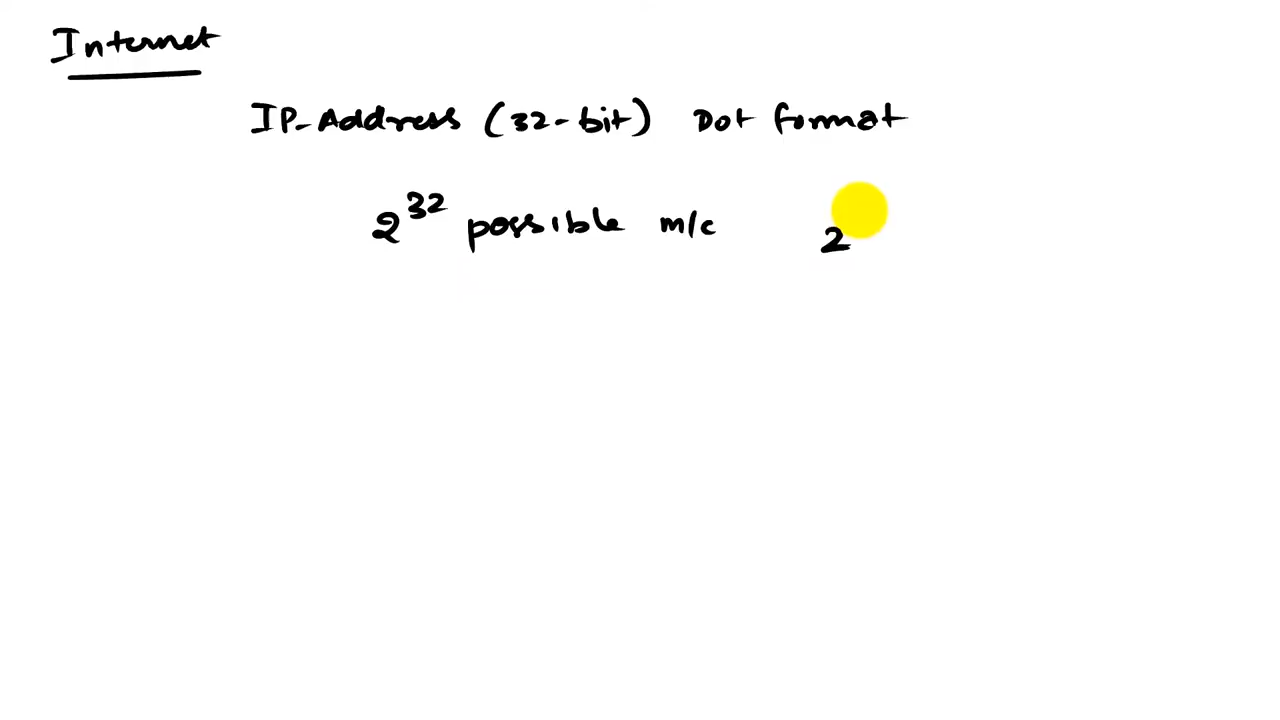 Internet
IP-Address (32-bit) Dot format
2^32 possible m/c 2